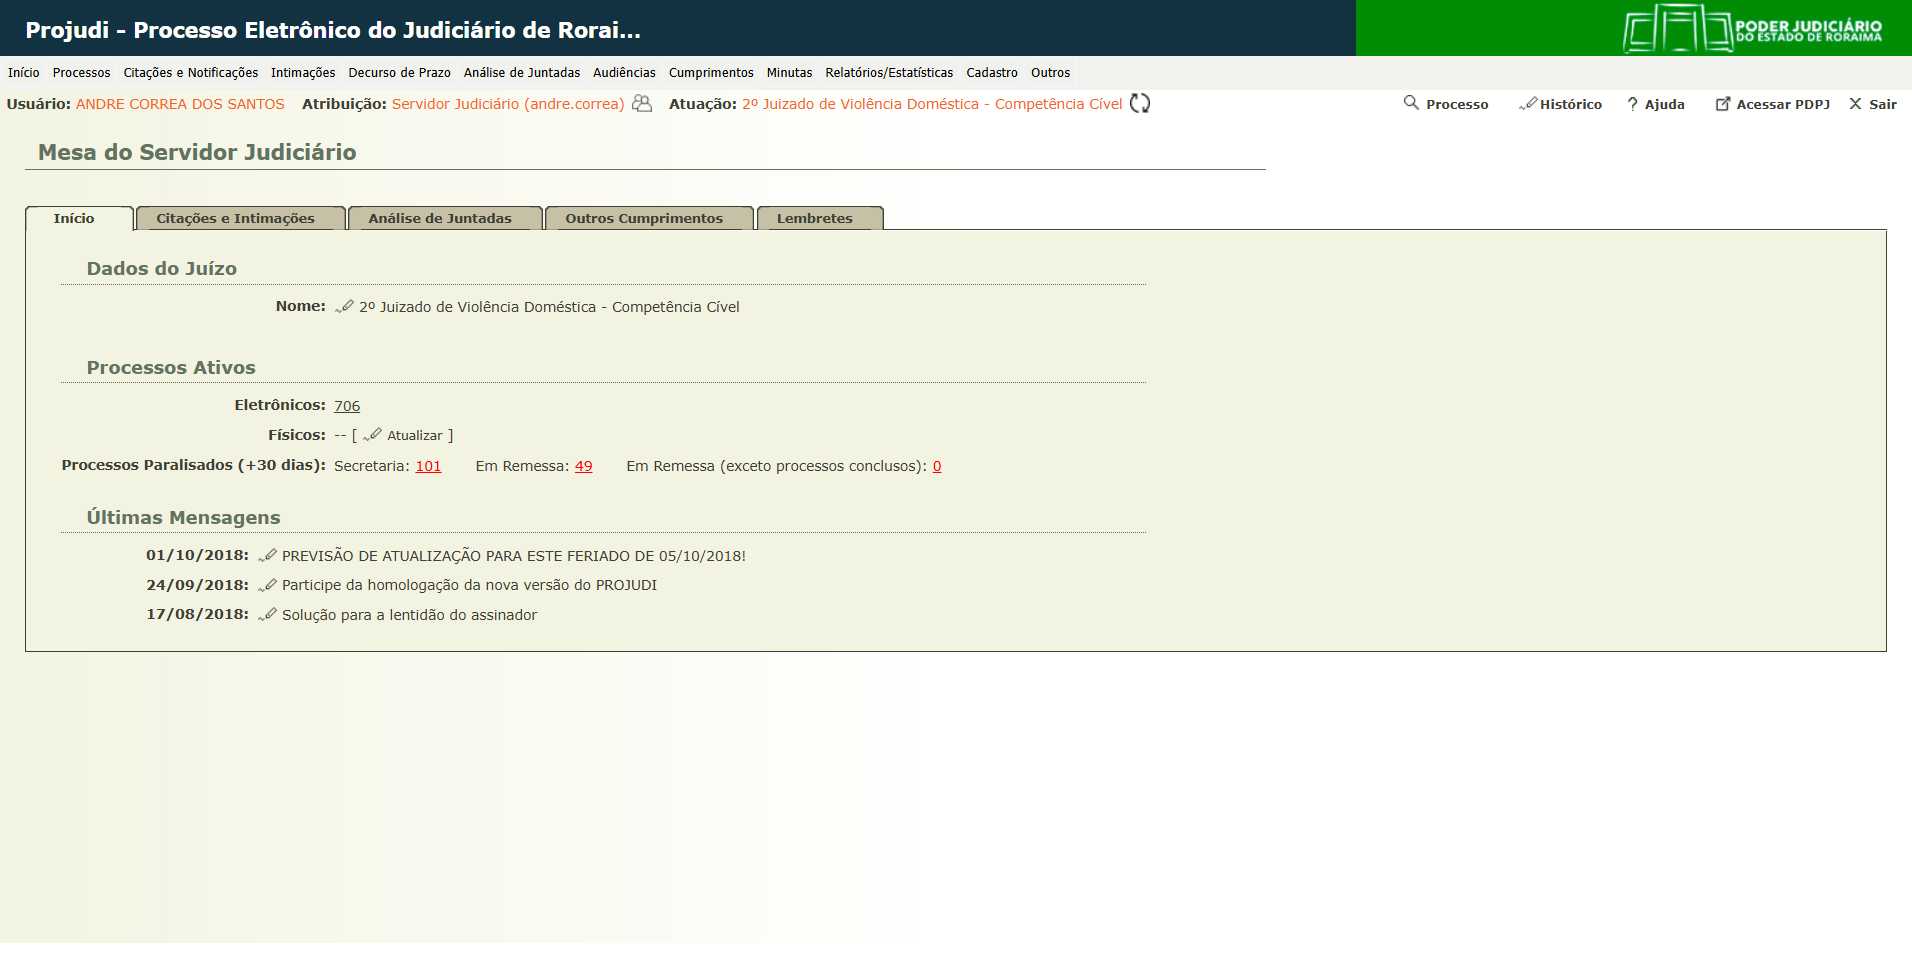 Projudi - Processo Eletrônico do Judiciário de Rorai...
PODER JUDICIÁRIO
DO ESTADO DE RORAIMA
Início Processos Citações e Notificações Intimações Decurso de Prazo Análise de Juntadas Audiências Cumprimentos Minutas Relatórios/Estatísticas Cadastro Outros
Usuário: ANDRE CORREA DOS SANTOS Atribuição: Servidor Judiciário (andre.correa) Atuação: 2º Juizado de Violência Doméstica - Competência Cível Processo Histórico ? Ajuda Acessar PDPJ X Sair
Mesa do Servidor Judiciário
Início Citações e Intimações Análise de Juntadas Outros Cumprimentos Lembretes
Dados do Juízo
Nome: 2º Juizado de Violência Doméstica - Competência Cível
Processos Ativos
Eletrônicos: 706
Físicos: -- [ Atualizar ]
Processos Paralisados (+30 dias): Secretaria: 101 Em Remessa: 49 Em Remessa (exceto processos conclusos): 0
Últimas Mensagens
01/10/2018: PREVISÃO DE ATUALIZAÇÃO PARA ESTE FERIADO DE 05/10/2018!
24/09/2018: Participe da homologação da nova versão do PROJUDI
17/08/2018: Solução para a lentidão do assinador